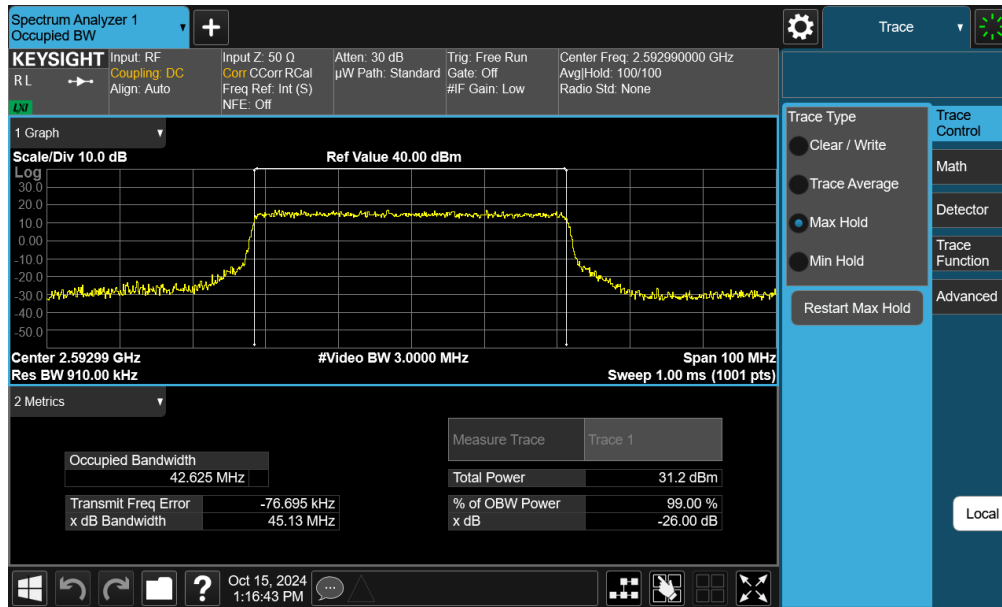 Spectrum Analyzer 1
Occupied BW
▼
+
Trace
▼
KEYSIGHT
R L
LXI
Input: RF
Coupling: DC
Align: Auto
Input Z: 50 Ω
Corr CCorr RCal
Freq Ref: Int (S)
NFE: Off
Atten: 30 dB
µW Path: Standard
Trig: Free Run
Gate: Off
#IF Gain: Low
Center Freq: 2.592990000 GHz
Avg|Hold: 100/100
Radio Std: None
1 Graph ▼
Scale/Div 10.0 dB
Ref Value 40.00 dBm
Log
30.0
20.0
10.0
0.00
-10.0
-20.0
-30.0
-40.0
-50.0
Center 2.59299 GHz
#Video BW 3.0000 MHz
Span 100 MHz
Res BW 910.00 kHz
Sweep 1.00 ms (1001 pts)
2 Metrics ▼
Measure Trace Trace 1
Occupied Bandwidth
42.625 MHz
Total Power 31.2 dBm
Transmit Freq Error -76.695 kHz
% of OBW Power 99.00 %
x dB Bandwidth 45.13 MHz
x dB -26.00 dB
Trace Type
Clear / Write
Trace Average
Max Hold
Min Hold
Restart Max Hold
Trace
Control
Math
Detector
Trace
Function
Advanced
Local
?
Oct 15, 2024
1:16:43 PM
...